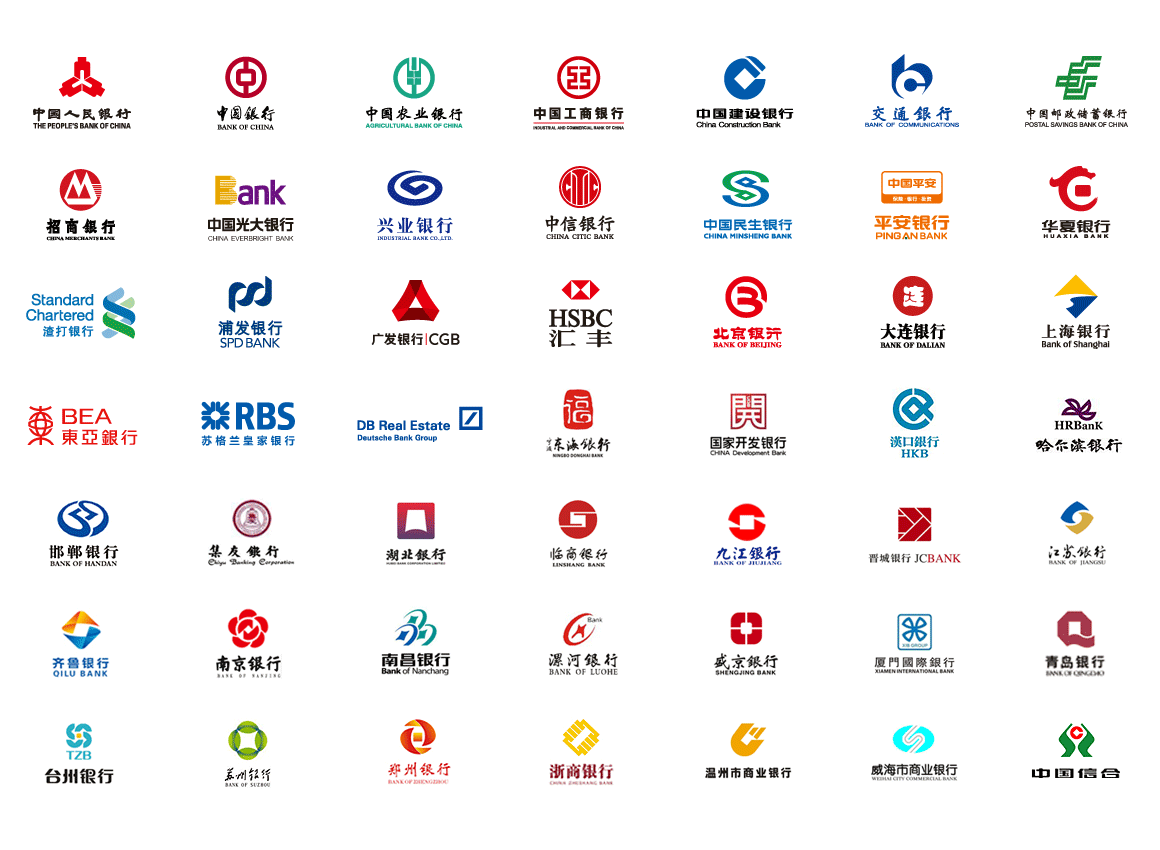 中国人民银行
THE PEOPLE'S BANK OF CHINA
中国银行
BANK OF CHINA
中国农业银行
AGRICULTURAL BANK OF CHINA
中国工商银行
INDUSTRIAL AND COMMERCIAL BANK OF CHINA
中国建设银行
China Construction Bank
交通銀行
BANK OF COMMUNICATIONS
中国邮政储蓄银行
POSTAL SAVINGS BANK OF CHINA
招商银行
CHINA MERCHANTS BANK
Bank
中国光大银行
CHINA EVERBRIGHT BANK
兴业银行
INDUSTRIAL BANK CO.,LTD.
中信银行
CHINA CITIC BANK
中国民生银行
CHINA MINSHENG BANK
中国平安
保险·银行·投资
平安银行
PING AN BANK
华夏银行
HUAXIA BANK
Standard
Chartered
渣打银行
浦发银行
SPD BANK
广发银行|CGB
HSBC
汇丰
北京银行
BANK OF BEIJING
大连银行
BANK OF DALIAN
上海银行
Bank of Shanghai
BEA
東亞銀行
RBS
苏格兰皇家银行
DB Real Estate
Deutsche Bank Group
福
宁波东海银行
NINGBO DONGHAI BANK
国家开发银行
CHINA Development Bank
漢口銀行
HKB
HRBanK
哈尔滨银行
邯郸银行
BANK OF HANDAN
集友银行
Chiyu Banking Corporation
湖北银行
HUBEI BANK CORPORATION LIMITED
临商银行
LINSHANG BANK
九江银行
BANK OF JIUJIANG
晋城银行 JCBANK
江苏银行
BANK OF JIANGSU
齐鲁银行
QILU BANK
南京银行
BANK OF NANJING
南昌银行
Bank of Nanchang
Bank
漯河银行
BANK OF LUOHE
盛京银行
SHENGJING BANK
XIB GROUP
厦門國際銀行
XIAMEN INTERNATIONAL BANK
青岛银行
BANK OF QINGDAO
TZB
台州银行
苏州银行
BANK OF SUZHOU
郑州银行
BANK OF ZHENGZHOU
浙商银行
CHINA ZHESHANG BANK
温州市商业银行
威海市商业银行
WEIHAI CITY COMMERCIAL BANK
中国信合